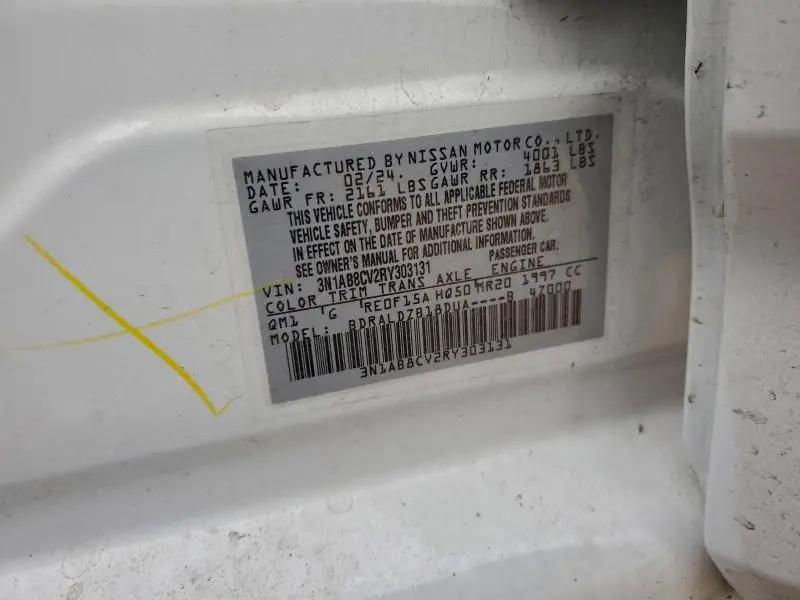 MANUFACTURED BY NISSAN MOTOR CO., LTD.
DATE: 02/24. GVWR: 4001 LBS
GAWR FR: 2161 LBS GAWR RR: 1863 LBS
THIS VEHICLE CONFORMS TO ALL APPLICABLE FEDERAL MOTOR
VEHICLE SAFETY, BUMPER AND THEFT PREVENTION STANDARDS
IN EFFECT ON THE DATE OF MANUFACTURE SHOWN ABOVE.
SEE OWNER'S MANUAL FOR ADDITIONAL INFORMATION.
VIN: 3N1AB8CV2RY303131 PASSENGER CAR.
COLOR TRIM TRANS AXLE ENGINE
QM1 'G RE0F15A HQ50 MR20 1997 CC
MODEL: BDRALDZB18DUA----B 47000
3N1AB8CV2RY303131